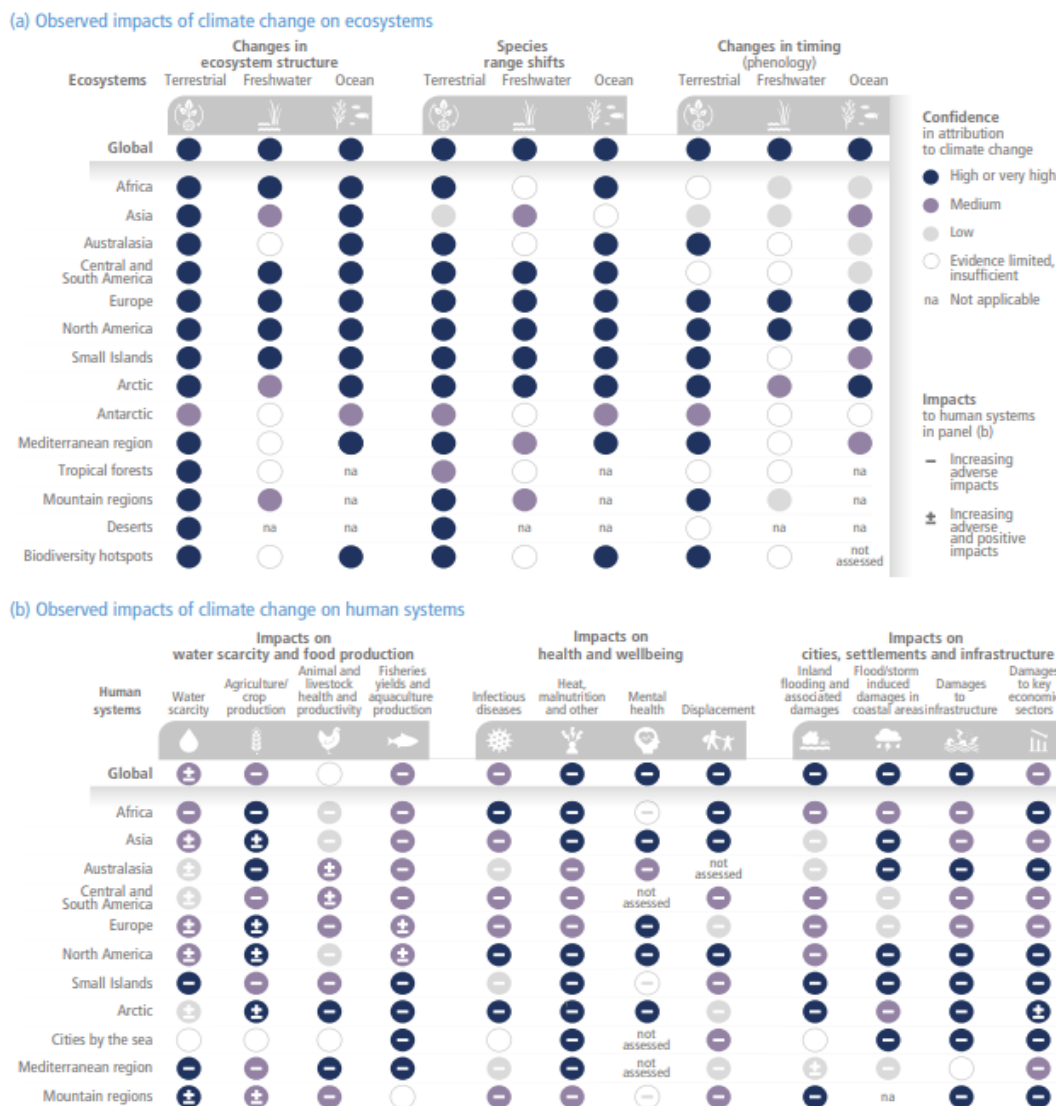 (a) Observed impacts of climate change on ecosystems
Changes in
ecosystem structure
Species
range shifts
Changes in timing
(phenology)
Ecosystems Terrestrial Freshwater Ocean Terrestrial Freshwater Ocean Terrestrial Freshwater Ocean
Global
Africa
Asia
Australasia
Central and
South America
Europe
North America
Small Islands
Arctic
Antarctic
Mediterranean region
Tropical forests na na na
Mountain regions na na na
Deserts na na na na na na
Biodiversity hotspots not
assessed
Confidence
in attribution
to climate change
High or very high
Medium
Low
Evidence limited,
insufficient
na Not applicable
Impacts
to human systems
in panel (b)
− Increasing
adverse
impacts
± Increasing
adverse
and positive
impacts
(b) Observed impacts of climate change on human systems
Impacts on
water scarcity and food production
Impacts on
health and wellbeing
Impacts on
cities, settlements and infrastructure
Human
systems
Water
scarcity
Agriculture/
crop
production
Animal and
livestock
health and
productivity
Fisheries
yields and
aquaculture
production
Infectious
diseases
Heat,
malnutrition
and other
Mental
health
Displacement
Inland
flooding and
associated
damages
Flood/storm
induced
damages in
coastal areas
Damages
to
infrastructure
Damages
to key
economic
sectors
Global ± − − − − − − − − − −
Africa − − − − − − − − − − − −
Asia ± ± − − − − − − − − − −
Australasia ± − ± − − − − not
assessed − − − −
Central and
South America ± − ± − − − not
assessed − − − − −
Europe ± ± − ± − − − − − − − −
North America ± ± − ± − − − − − − − −
Small Islands − − − − − − − − − − − −
Arctic ± ± − − − − − − − − − ±
Cities by the sea − − not
assessed − − − −
Mediterranean region − − − − − − not
assessed − ± − −
Mountain regions ± ± − − − − − − na − −